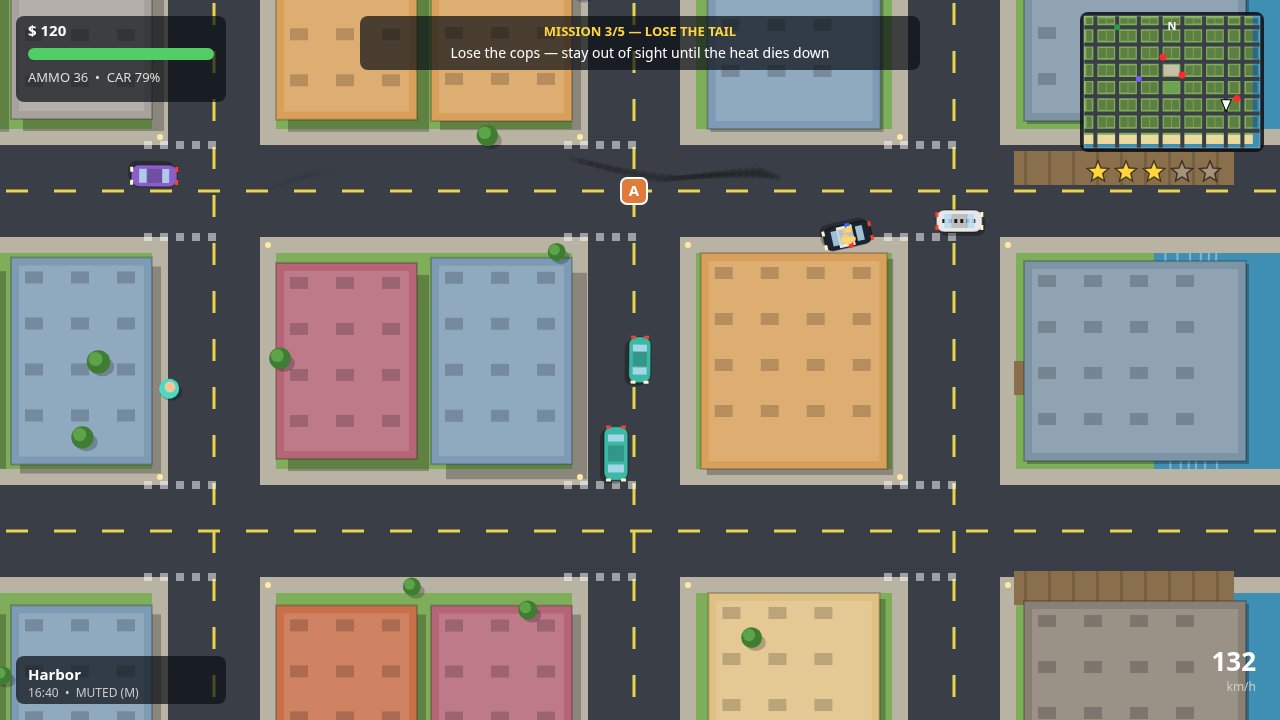 $ 120
AMMO 36 • CAR 79%
MISSION 3/5 — LOSE THE TAIL
Lose the cops — stay out of sight until the heat dies down
N
A
Harbor
16:40 • MUTED (M)
132
km/h